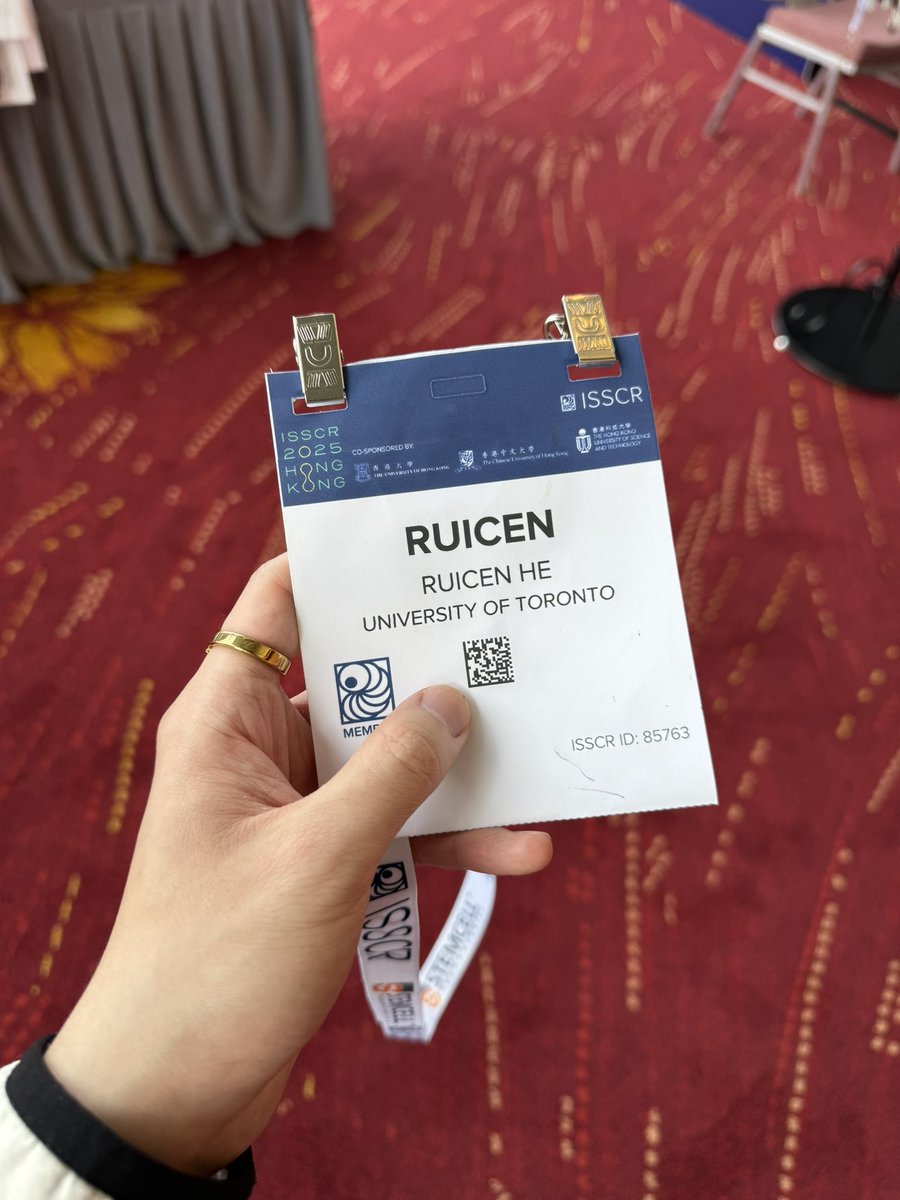 ISSCR
ISSCR
2025
HONG
KONG
CO-SPONSORED BY:
香港大學
THE UNIVERSITY OF HONG KONG
香港中文大學
The Chinese University of Hong Kong
香港科技大學
THE HONG KONG
UNIVERSITY OF SCIENCE
AND TECHNOLOGY
RUICEN
RUICEN HE
UNIVERSITY OF TORONTO
ISSCR ID: 85763
ISSCR
STEMCELL
STEMCELL